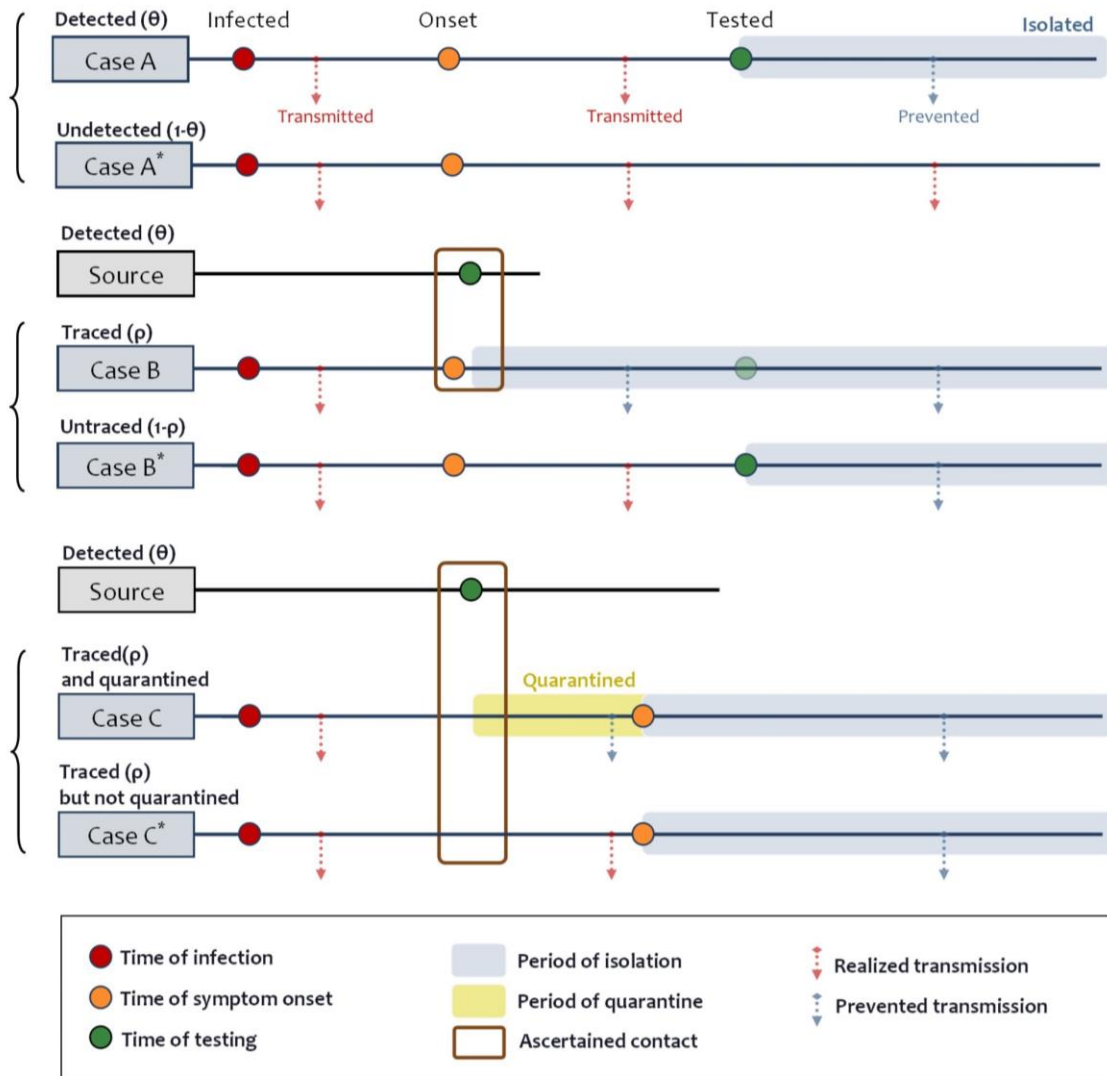 Detected (θ)
Infected
Onset
Tested
Isolated
Case A
Transmitted
Transmitted
Prevented
Undetected (1-θ)
Case A*
Detected (θ)
Source
Traced (ρ)
Case B
Untraced (1-ρ)
Case B*
Detected (θ)
Source
Traced(ρ)
and quarantined
Quarantined
Case C
Traced (ρ)
but not quarantined
Case C*
Time of infection
Period of isolation
Realized transmission
Time of symptom onset
Period of quarantine
Prevented transmission
Time of testing
Ascertained contact